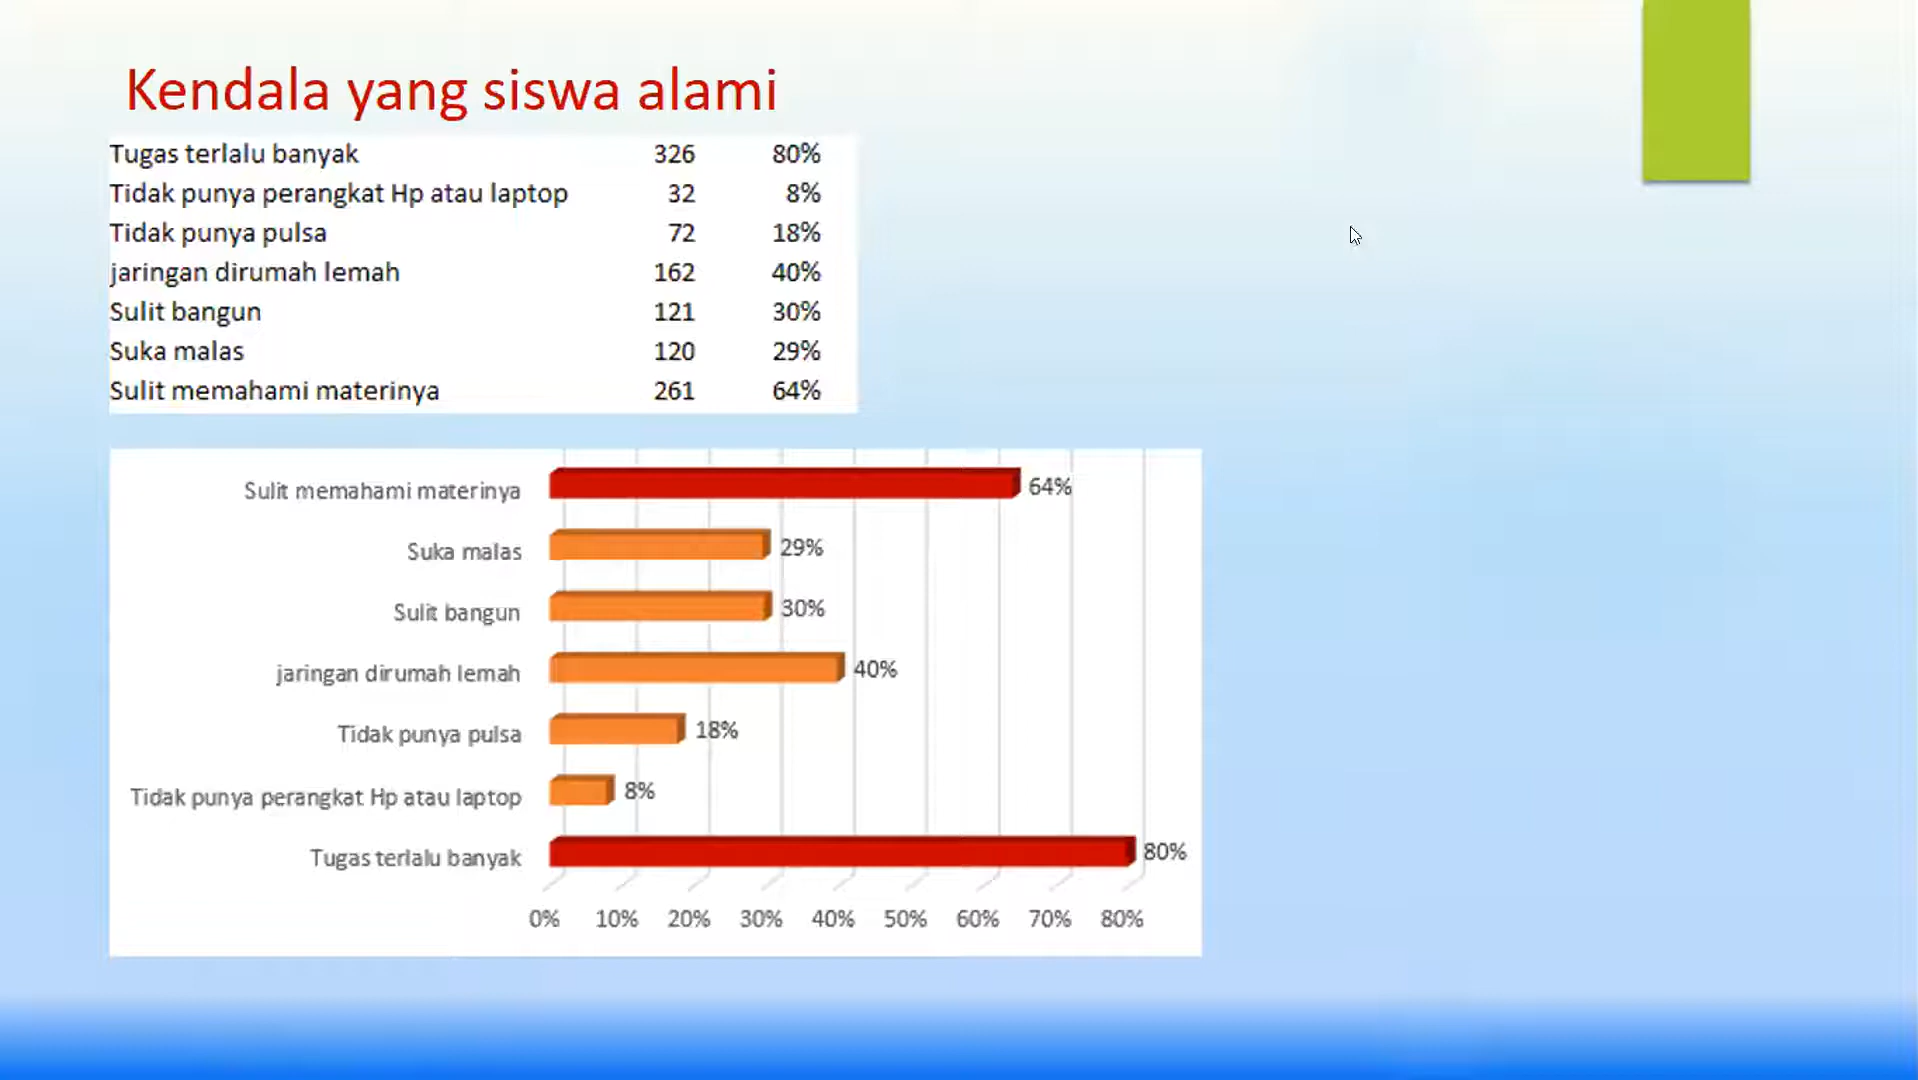 Kendala yang siswa alami
Tugas terlalu banyak 326 80%
Tidak punya perangkat Hp atau laptop 32 8%
Tidak punya pulsa 72 18%
jaringan dirumah lemah 162 40%
Sulit bangun 121 30%
Suka malas 120 29%
Sulit memahami materinya 261 64%
Sulit memahami materinya 64%
Suka malas 29%
Sulit bangun 30%
jaringan dirumah lemah 40%
Tidak punya pulsa 18%
Tidak punya perangkat Hp atau laptop 8%
Tugas terlalu banyak 80%
0% 10% 20% 30% 40% 50% 60% 70% 80%